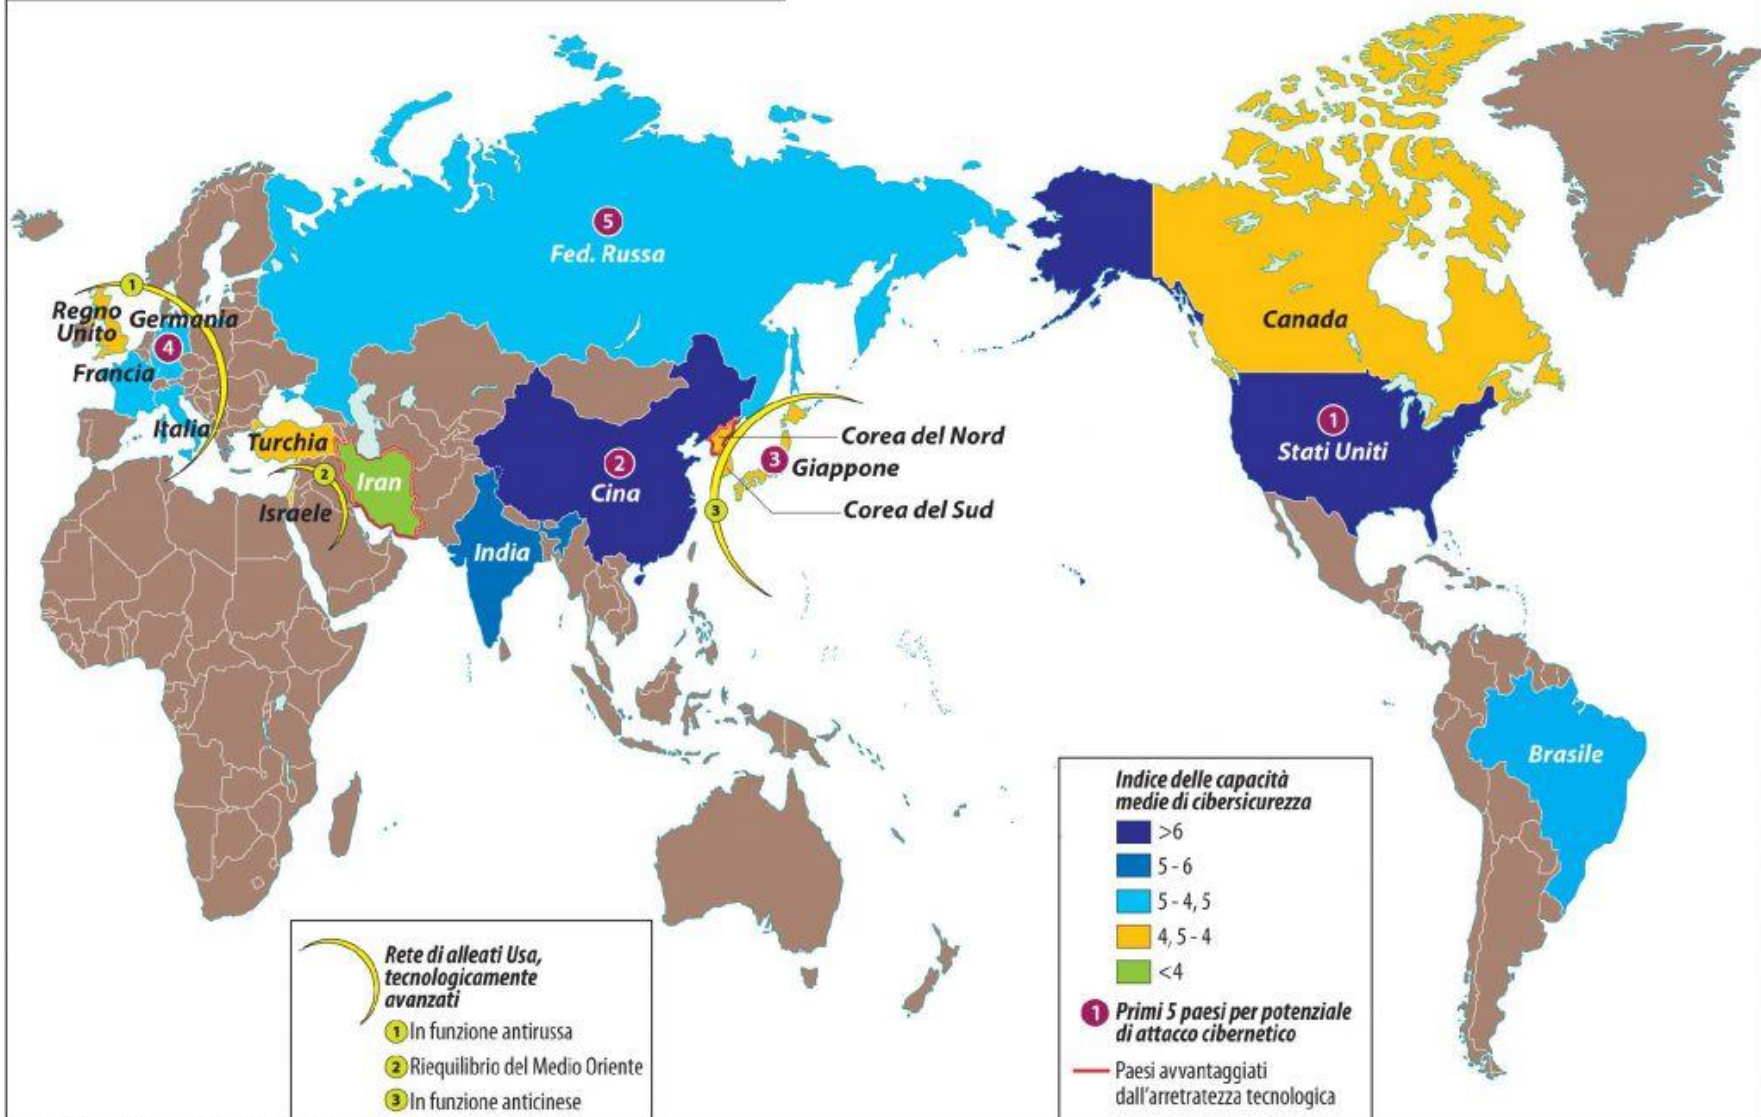 5
Fed. Russa
1
Regno
Unito
Germania
4
Francia
Italia
Turchia
Iran
2
Israele
India
2
Cina
Corea del Nord
3
Giappone
3
Corea del Sud
Canada
1
Stati Uniti
Brasile
Rete di alleati Usa,
tecnologicamente
avanzati
1 In funzione antirussa
2 Riequilibrio del Medio Oriente
3 In funzione anticinese
Indice delle capacità
medie di cibersicurezza
>6
5 - 6
5 - 4,5
4, 5 - 4
<4
1 Primi 5 paesi per potenziale
di attacco cibernetico
Paesi avvantaggiati
dall'arretratezza tecnologica